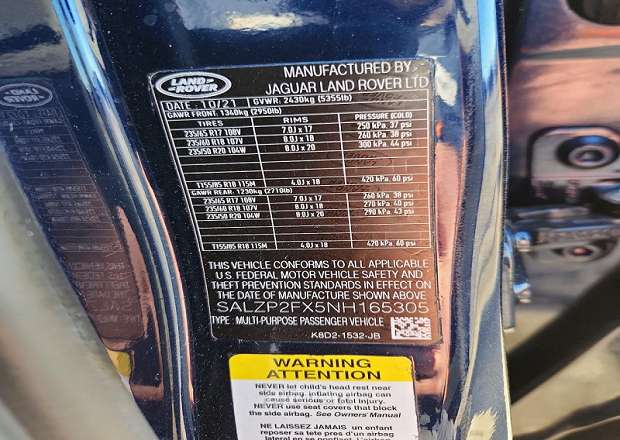 LAND-ROVER
MANUFACTURED BY:-
JAGUAR LAND ROVER LTD
DATE: 10/21 GVWR: 2430kg (5355lb)
GAWR FRONT: 1340kg (2950lb)
TIRES RIMS PRESSURE (COLD)
235/65 R17 108V 7.0J x 17 250 kPa. 37 psi
235/60 R18 107V 8.0J x 18 260 kPa. 38 psi
235/50 R20 104W 8.0J x 20 300 kPa. 44 psi
T155/85 R18 115M 4.0J x 18 420 kPa. 60 psi
GAWR REAR: 1230kg (2710lb)
235/65 R17 108V 7.0J x 17 260 kPa. 38 psi
235/60 R18 107V 8.0J x 18 270 kPa. 40 psi
235/50 R20 104W 8.0J x 20 290 kPa. 43 psi
T155/85 R18 115M 4.0J x 18 420 kPa. 60 psi
THIS VEHICLE CONFORMS TO ALL APPLICABLE
U.S. FEDERAL MOTOR VEHICLE SAFETY AND
THEFT PREVENTION STANDARDS IN EFFECT ON
THE DATE OF MANUFACTURE SHOWN ABOVE
SALZP2FX5NH165305
TYPE: MULTI-PURPOSE PASSENGER VEHICLE
K8D2-1532-JB
WARNING
ATTENTION
NEVER let child's head rest near
side airbag. Inflating airbag can
cause serious or fatal injury.
NEVER use seat covers that block
the side airbag. See Owner's Manual
NE LAISSEZ JAMAIS un enfant
reposer sa tete pres d'un airbag